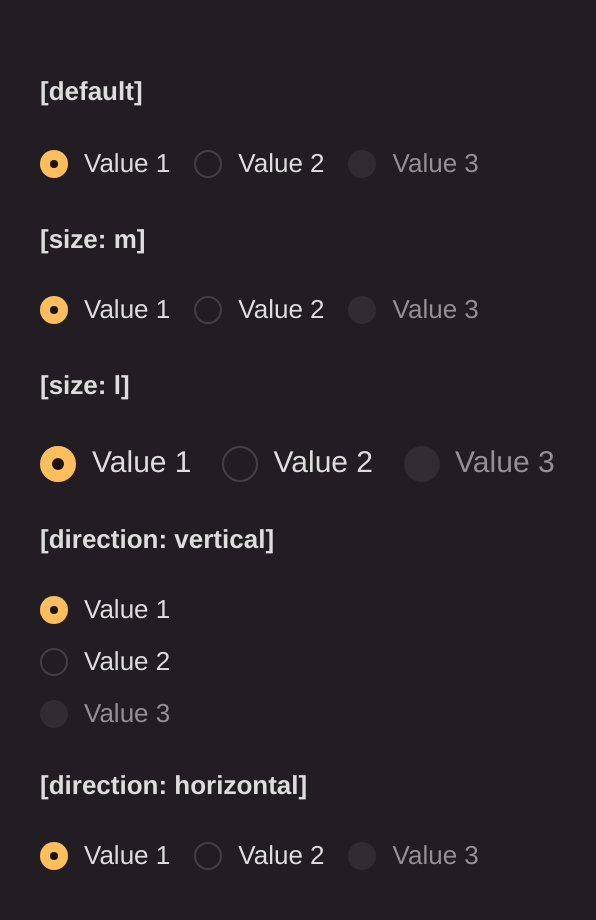 [default]
Value 1 Value 2 Value 3
[size: m]
Value 1 Value 2 Value 3
[size: l]
Value 1 Value 2 Value 3
[direction: vertical]
Value 1
Value 2
Value 3
[direction: horizontal]
Value 1 Value 2 Value 3